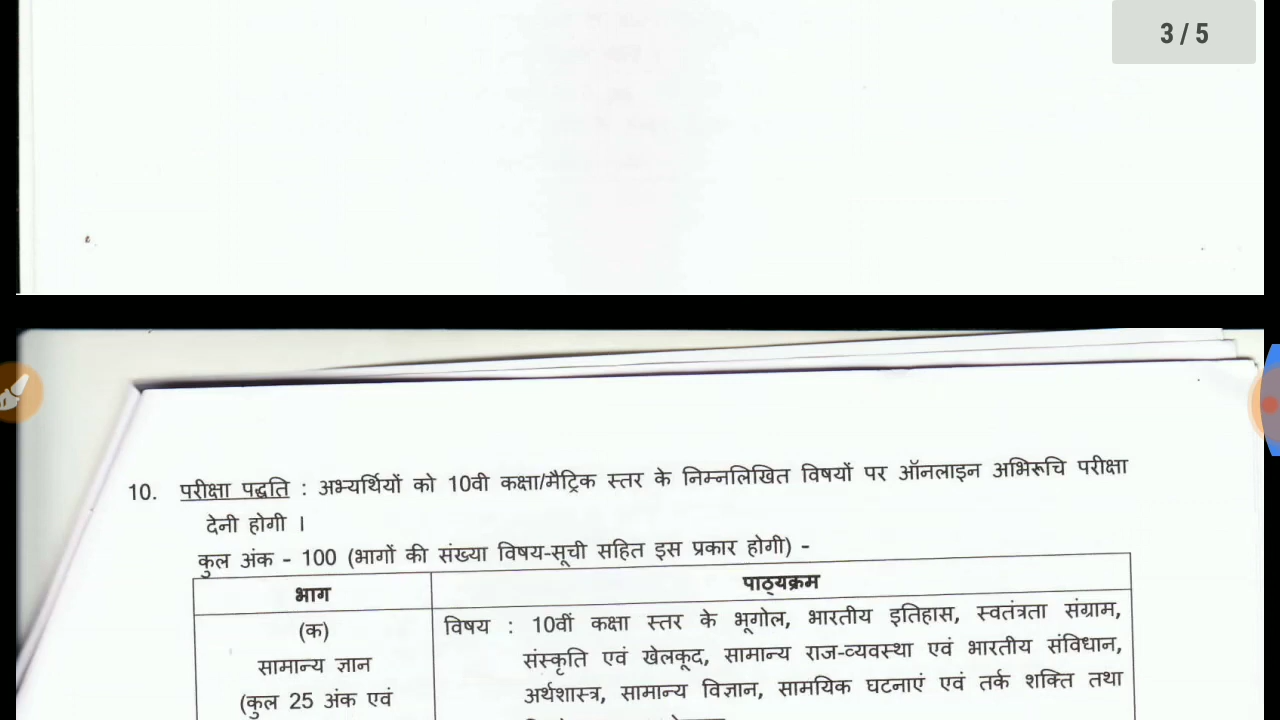 3 / 5
10. परीक्षा पद्धति : अभ्यर्थियों को 10वी कक्षा/मैट्रिक स्तर के निम्नलिखित विषयों पर ऑनलाइन अभिरूचि परीक्षा
देनी होगी ।
कुल अंक - 100 (भागों की संख्या विषय-सूची सहित इस प्रकार होगी) -
भाग पाठ्यक्रम
(क) विषय : 10वीं कक्षा स्तर के भूगोल, भारतीय इतिहास, स्वतंत्रता संग्राम,
सामान्य ज्ञान संस्कृति एवं खेलकूद, सामान्य राज-व्यवस्था एवं भारतीय संविधान,
(कुल 25 अंक एवं अर्थशास्त्र, सामान्य विज्ञान, सामयिक घटनाएं एवं तर्क शक्ति तथा